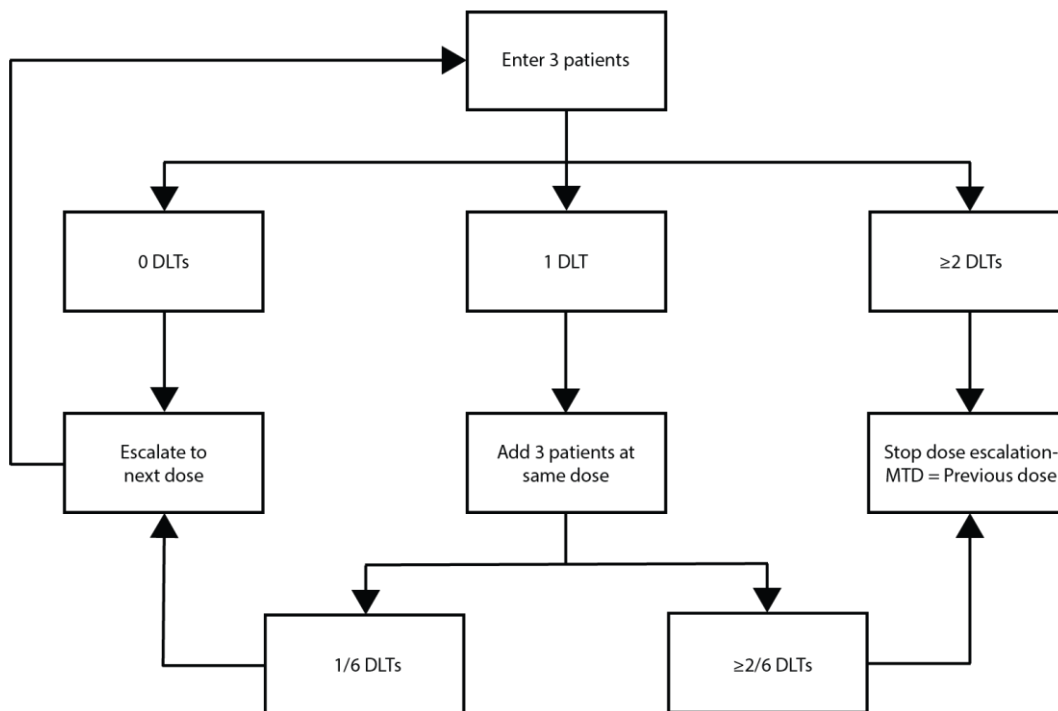 Enter 3 patients
0 DLTs
1 DLT
≥2 DLTs
Escalate to
next dose
Add 3 patients at
same dose
Stop dose escalation-
MTD = Previous dose
1/6 DLTs
≥2/6 DLTs